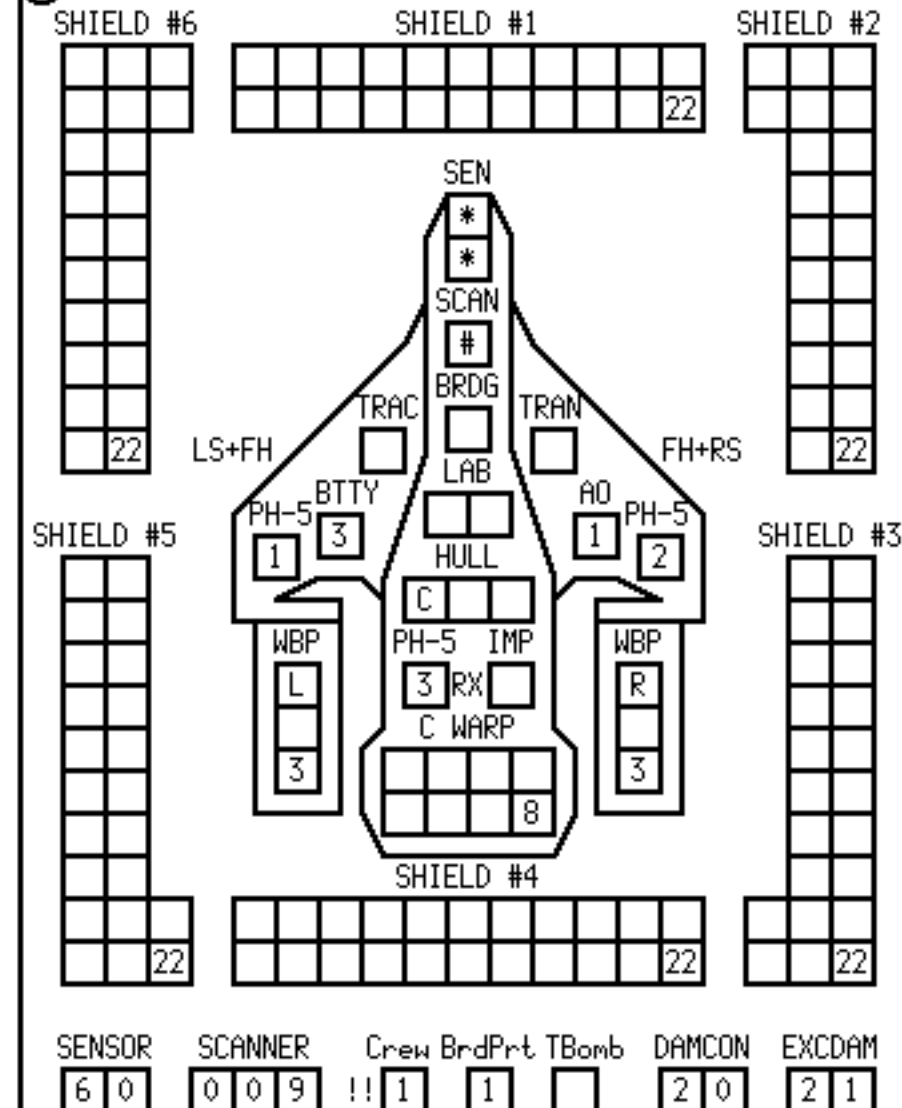 SHIELD #6 SHIELD #1 SHIELD #2
22
SEN
*
*
SCAN
#
BRDG
TRAC TRAN
22 LS+FH LAB FH+RS 22
BTTY AO
PH-5 3 1 PH-5
SHIELD #5 1 2 SHIELD #3
HULL
C
WBP PH-5 IMP WBP
L 3 RX R
C WARP
3 3
8
SHIELD #4
22 22 22
SENSOR SCANNER Crew BrdPrt TBomb DAMCON EXCDAM
6 0 0 0 9 !! 1 1 2 0 2 1